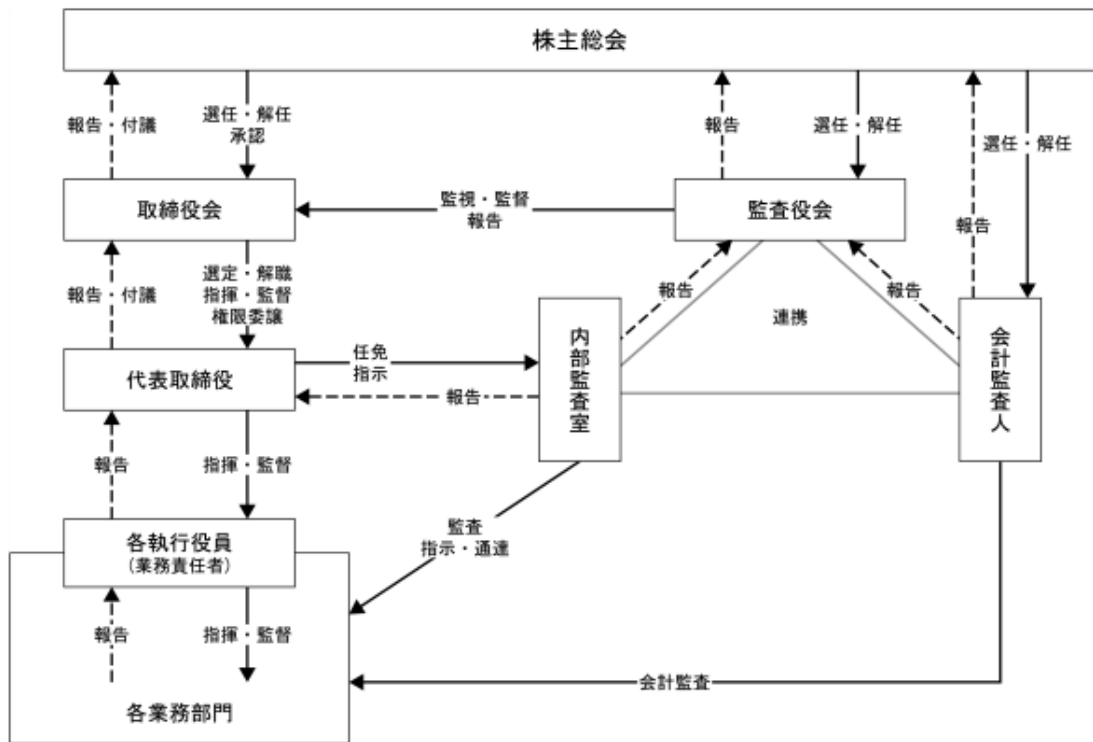 株主総会
報告・付議
選任・解任
承認
報告
選任・解任
選任・解任
報告
取締役会
監視・監督
報告
監査役会
報告・付議
選定・解職
指揮・監督
権限委譲
報告
報告
連携
内部監査室
会計監査人
代表取締役
任免
指示
報告
報告
指揮・監督
監査
指示・通達
各執行役員
(業務責任者)
報告
指揮・監督
会計監査
各業務部門